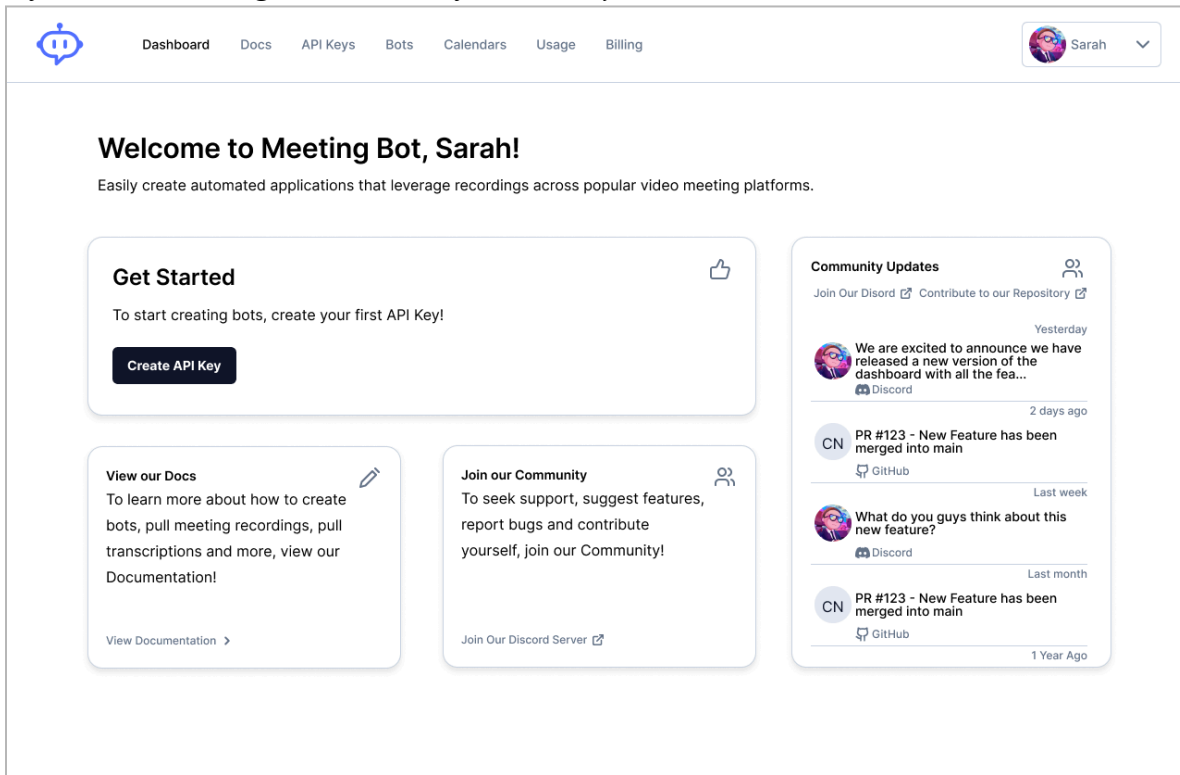 Dashboard Docs API Keys Bots Calendars Usage Billing
Sarah
Welcome to Meeting Bot, Sarah!
Easily create automated applications that leverage recordings across popular video meeting platforms.
Get Started
To start creating bots, create your first API Key!
Create API Key
View our Docs
To learn more about how to create
bots, pull meeting recordings, pull
transcriptions and more, view our
Documentation!
View Documentation
Join our Community
To seek support, suggest features,
report bugs and contribute
yourself, join our Community!
Join Our Discord Server
Community Updates
Join Our Disord Contribute to our Repository
Yesterday
We are excited to announce we have
released a new version of the
dashboard with all the fea...
Discord
2 days ago
CN
PR #123 - New Feature has been
merged into main
GitHub
Last week
What do you guys think about this
new feature?
Discord
Last month
CN
PR #123 - New Feature has been
merged into main
GitHub
1 Year Ago